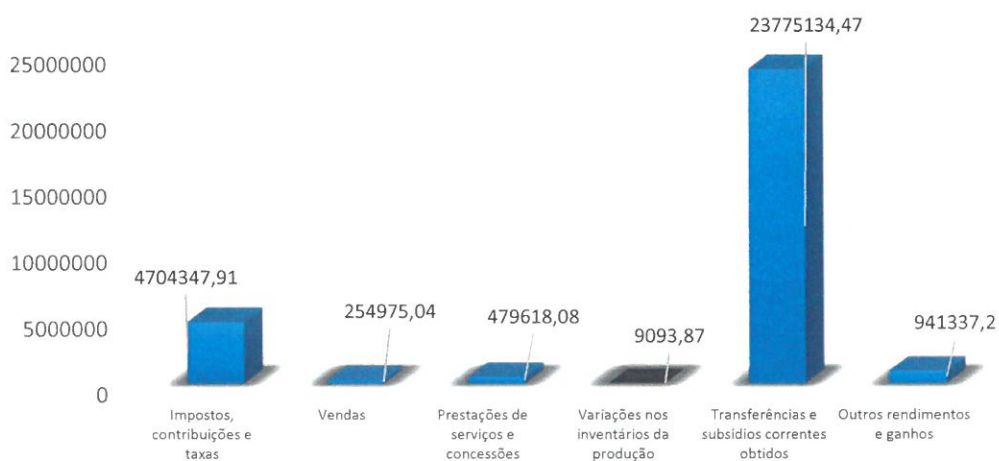 23775134,47
25000000
20000000
15000000
10000000
5000000
0
4704347,91
254975,04
479618,08
9093,87
941337,2
Impostos,
contribuições e
taxas
Vendas
Prestações de
serviços e
concessões
Variações nos
inventários da
produção
Transferências e
subsídios correntes
obtidos
Outros rendimentos
e ganhos